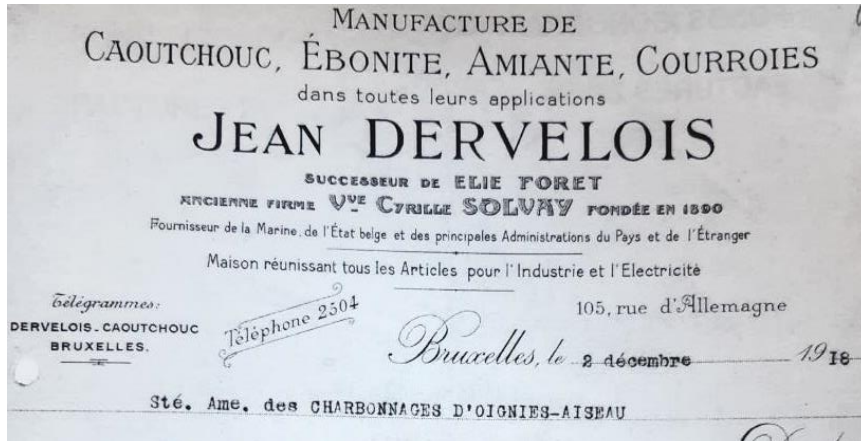 MANUFACTURE DE
CAOUTCHOUC, ÉBONITE, AMIANTE, COURROIES
dans toutes leurs applications
JEAN DERVELOIS
SUCCESSEUR DE ELIE FORET
ANCIENNE FIRME VVE CYRILLE SOLVAY FONDÉE EN 1890
Fournisseur de la Marine, de l'État belge et des principales Administrations du Pays et de l'Étranger
Maison réunissant tous les Articles pour l'Industrie et l'Electricité
Télégrammes:
DERVELOIS-CAOUTCHOUC
BRUXELLES.
Téléphone 2504
105, rue d'Allemagne
Bruxelles, le 2 décembre 1918
Sté. Ame. des CHARBONNAGES D'OIGNIES-AISEAU